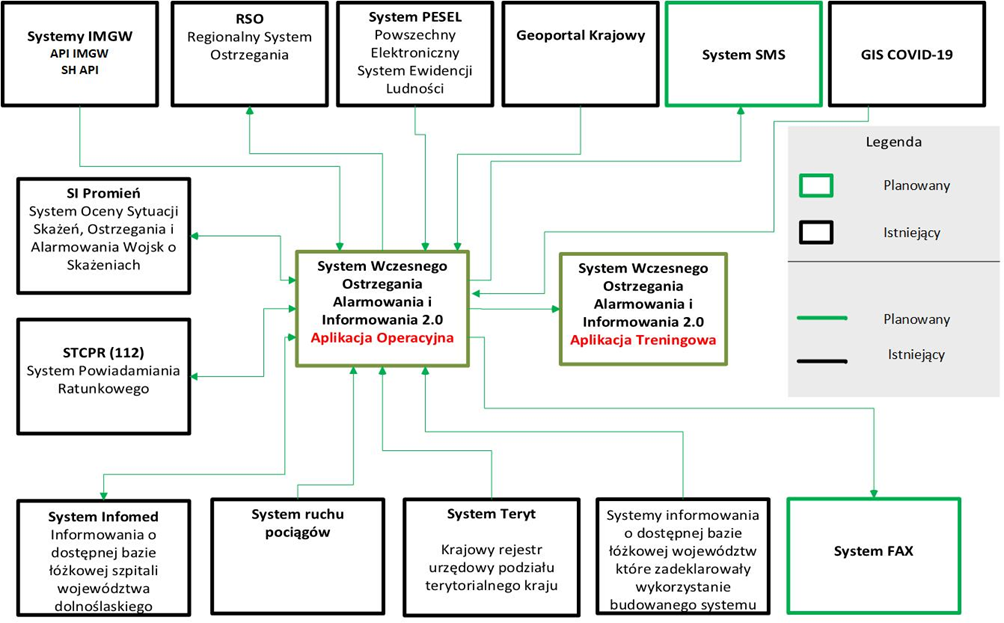 Systemy IMGW
API IMGW
SH API
RSO
Regionalny System
Ostrzegania
System PESEL
Powszechny
Elektroniczny
System Ewidencji
Ludności
Geoportal Krajowy
System SMS
GIS COVID-19
Legenda
Planowany
Istniejący
Planowany
Istniejący
SI Promień
System Oceny Sytuacji
Skażeń, Ostrzegania i
Alarmowania Wojsk o
Skażeniach
System Wczesnego
Ostrzegania
Alarmowania i
Informowania 2.0
Aplikacja Operacyjna
System Wczesnego
Ostrzegania
Alarmowania i
Informowania 2.0
Aplikacja Treningowa
STCPR (112)
System Powiadamiania
Ratunkowego
System Infomed
Informowania o
dostępnej bazie
łóżkowej szpitali
województwa
dolnośląskiego
System ruchu
pociągów
System Teryt
Krajowy rejestr
urzędowy podziału
terytorialnego kraju
Systemy informowania
o dostępnej bazie
łóżkowej województw
które zadeklarowały
wykorzystanie
budowanego systemu
System FAX